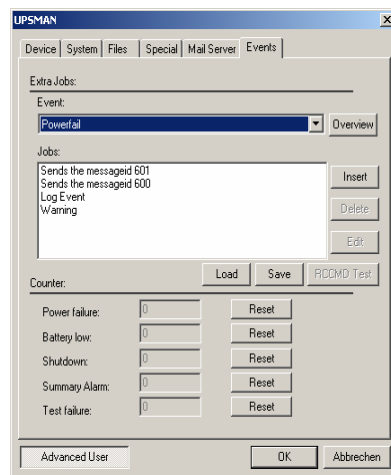 UPSMAN
Device System Files Special Mail Server Events
Extra Jobs:
Event:
Powerfail Overview
Jobs:
Sends the messageid 601
Sends the messageid 600
Log Event
Warning
Insert
Delete
Edit
Load Save RCCMD Test
Counter:
Power failure: 0 Reset
Battery low: 0 Reset
Shutdown: 0 Reset
Summary Alarm: 0 Reset
Test failure: 0 Reset
Advanced User OK Abbrechen